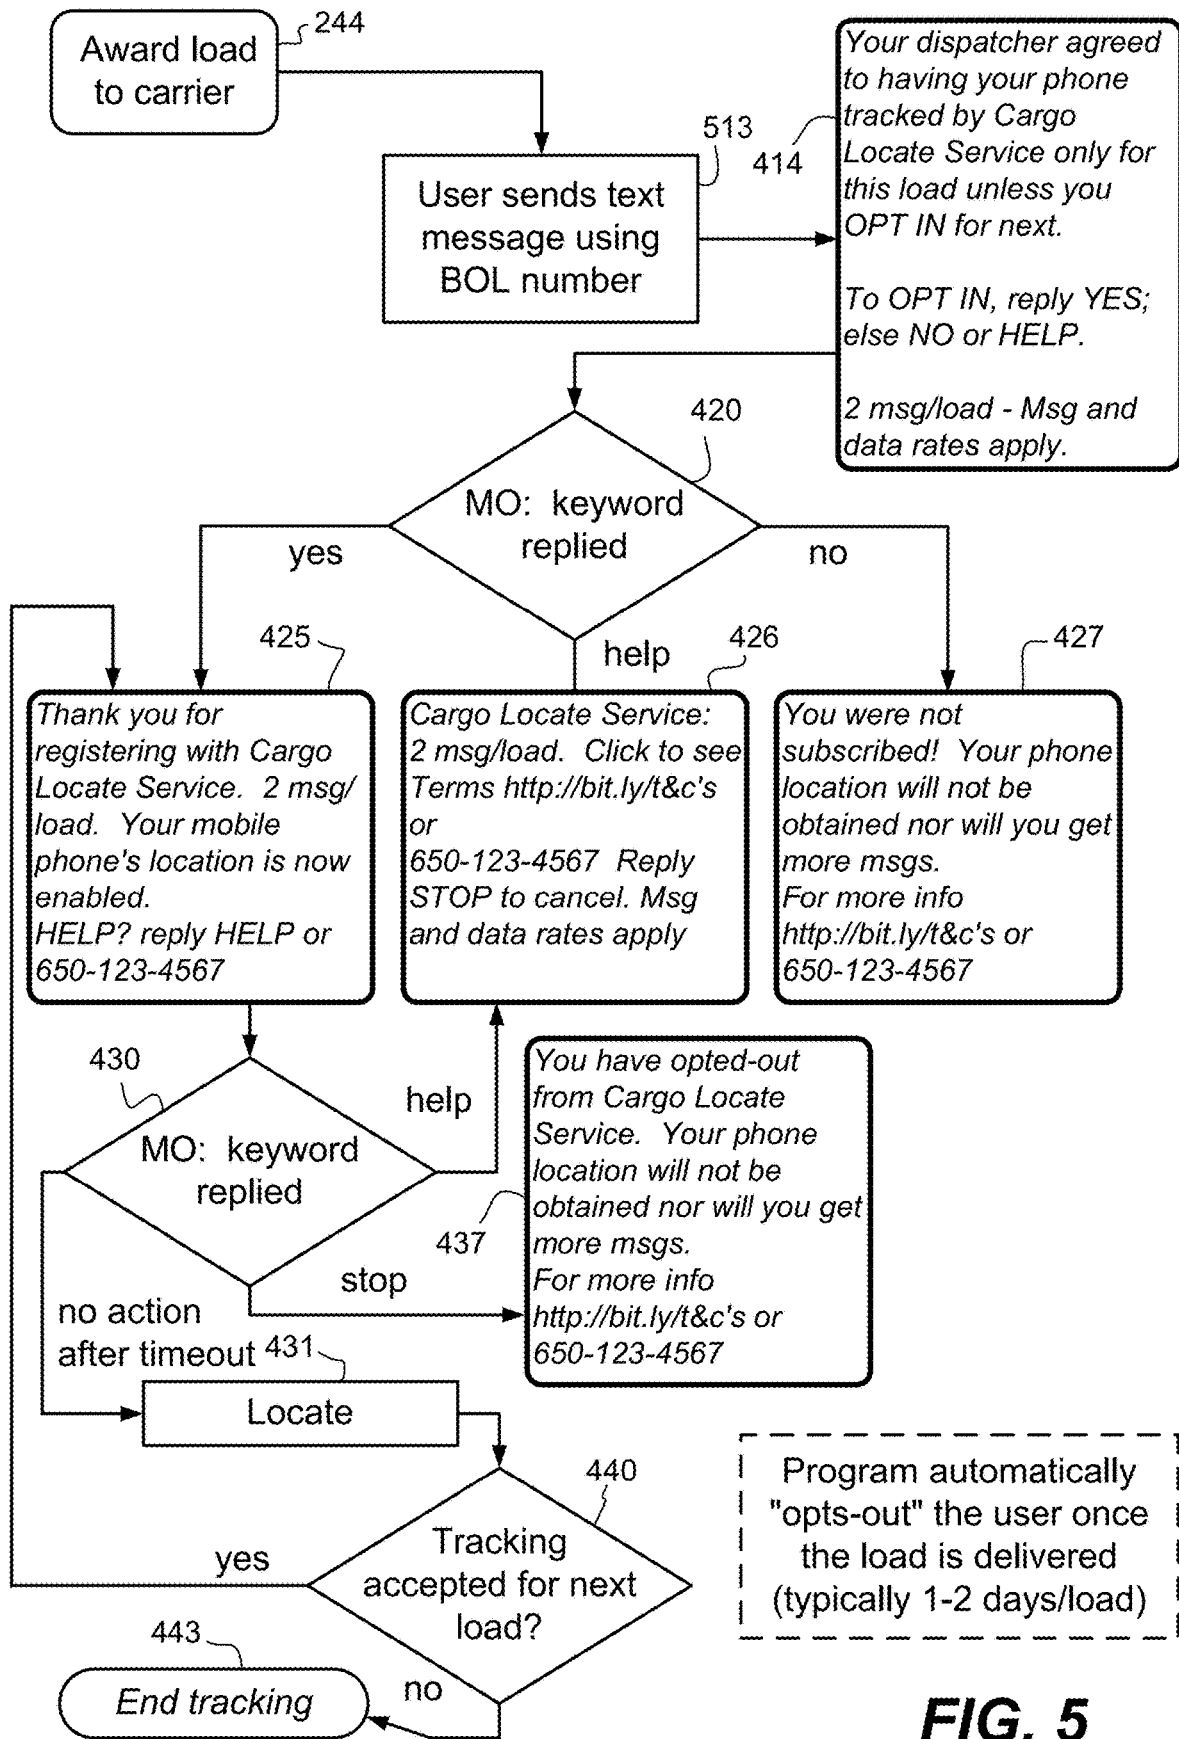 244
Award load
to carrier
513
User sends text
message using
BOL number
414
Your dispatcher agreed
to having your phone
tracked by Cargo
Locate Service only for
this load unless you
OPT IN for next.
To OPT IN, reply YES;
else NO or HELP.
2 msg/load - Msg and
data rates apply.
420
MO: keyword
replied
yes
no
help
425
Thank you for
registering with Cargo
Locate Service. 2 msg/
load. Your mobile
phone's location is now
enabled.
HELP? reply HELP or
650-123-4567
426
Cargo Locate Service:
2 msg/load. Click to see
Terms http://bit.ly/t&c's
or
650-123-4567 Reply
STOP to cancel. Msg
and data rates apply
427
You were not
subscribed! Your phone
location will not be
obtained nor will you get
more msgs.
For more info
http://bit.ly/t&c's or
650-123-4567
430
MO: keyword
replied
help
stop
no action
after timeout
437
You have opted-out
from Cargo Locate
Service. Your phone
location will not be
obtained nor will you get
more msgs.
For more info
http://bit.ly/t&c's or
650-123-4567
431
Locate
440
Tracking
accepted for next
load?
yes
no
443
End tracking
Program automatically
"opts-out" the user once
the load is delivered
(typically 1-2 days/load)
FIG. 5